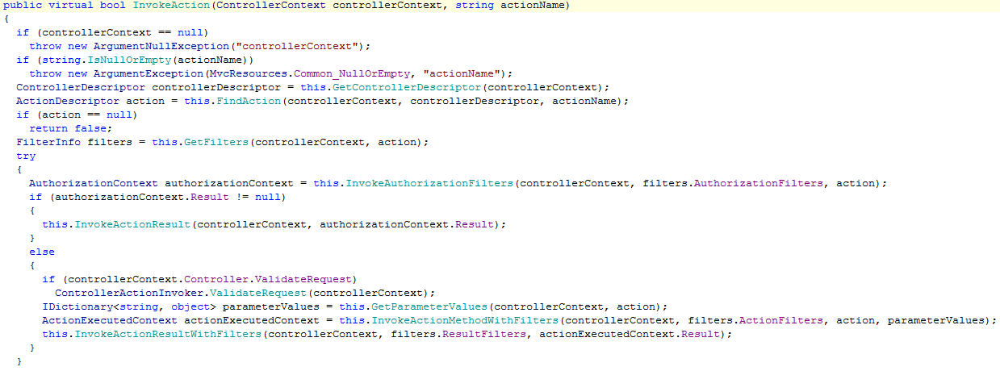 public virtual bool InvokeAction(ControllerContext controllerContext, string actionName)
{
  if (controllerContext == null)
    throw new ArgumentNullException("controllerContext");
  if (string.IsNullOrEmpty(actionName))
    throw new ArgumentException(MvcResources.Common_NullOrEmpty, "actionName");
  ControllerDescriptor controllerDescriptor = this.GetControllerDescriptor(controllerContext);
  ActionDescriptor action = this.FindAction(controllerContext, controllerDescriptor, actionName);
  if (action == null)
    return false;
  FilterInfo filters = this.GetFilters(controllerContext, action);
  try
  {
    AuthorizationContext authorizationContext = this.InvokeAuthorizationFilters(controllerContext, filters.AuthorizationFilters, action);
    if (authorizationContext.Result != null)
    {
      this.InvokeActionResult(controllerContext, authorizationContext.Result);
    }
    else
    {
      if (controllerContext.Controller.ValidateRequest)
        ControllerActionInvoker.ValidateRequest(controllerContext);
      IDictionary<string, object> parameterValues = this.GetParameterValues(controllerContext, action);
      ActionExecutedContext actionExecutedContext = this.InvokeActionMethodWithFilters(controllerContext, filters.ActionFilters, action, parameterValues);
      this.InvokeActionResultWithFilters(controllerContext, filters.ResultFilters, actionExecutedContext.Result);
    }
  }